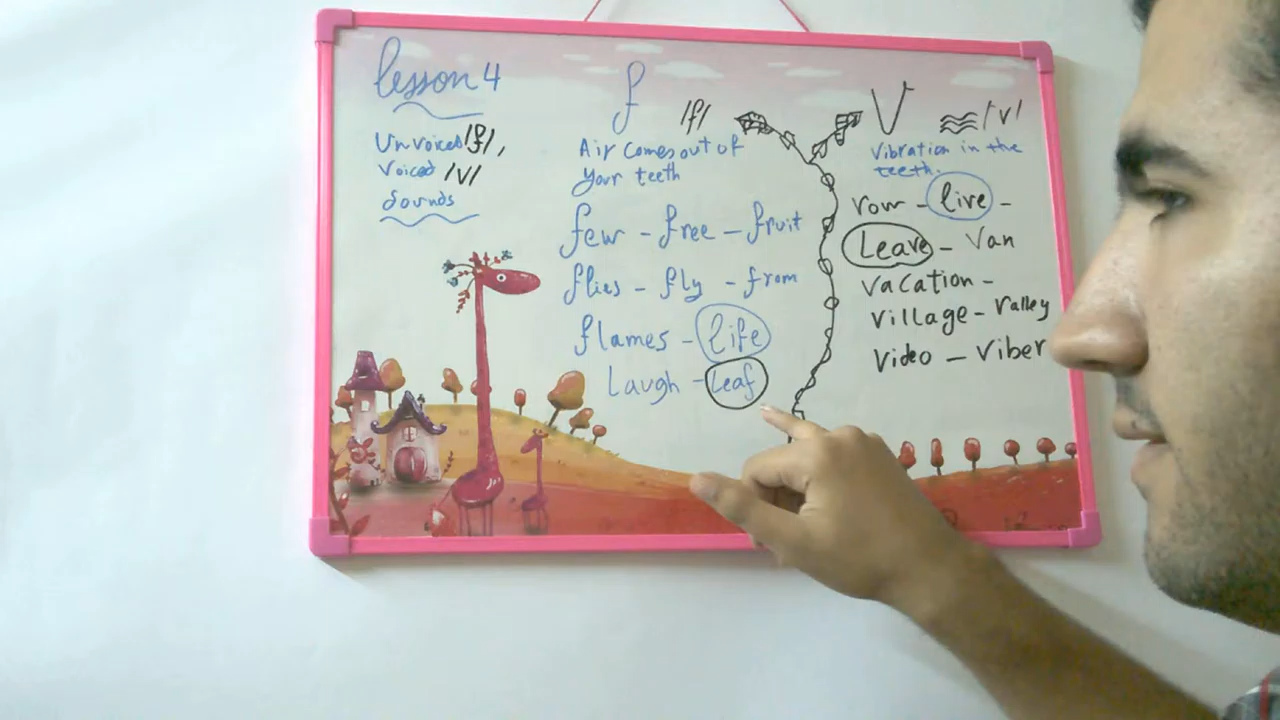 Lesson 4
Unvoiced /f/,
Voiced /v/
Sounds
f /f/
Air comes out of
your teeth
few - free - fruit
flies - fly - from
flames - life
Laugh - Leaf
V /v/
Vibration in the
teeth.
vow - live -
Leave - Van
Vacation -
Village - Valley
Video - Viber